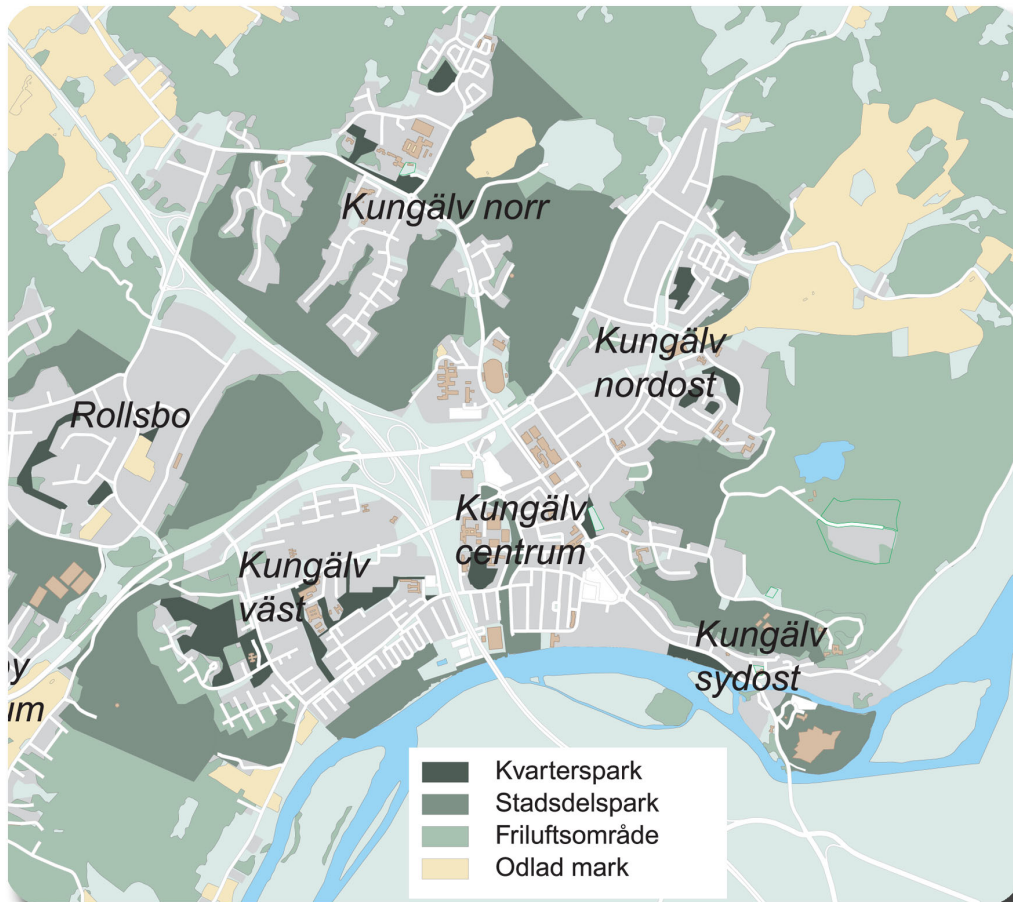 Kungälv norr
Kungälv
nordost
Rollsbo
Kungälv
centrum
Kungälv
väst
Kungälv
sydost
Kvarterspark
Stadsdelspark
Friluftsområde
Odlad mark